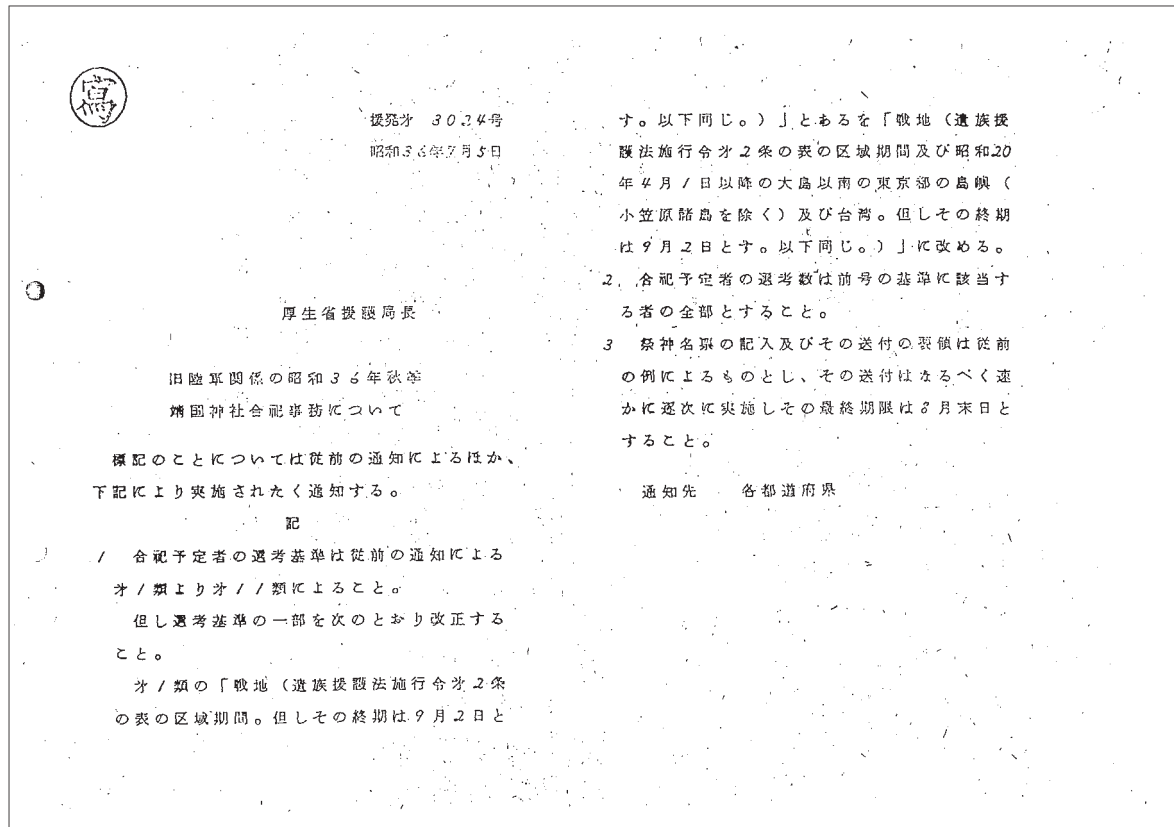 寫
援発才 3024号
昭和36年7月5日
厚生省援護局長
旧陸軍関係の昭和36年秋季
靖国神社合祀事務について
標記のことについては従前の通知によるほか、
下記により実施されたく通知する。
記
1 合祀予定者の選考基準は従前の通知による
才1類より才11類によること。
但し選考基準の一部を次のとおり改正する
こと。
才1類の「戦地(遺族援護法施行令才2条
の表の区域期間。但しその終期は9月2日と
す。以下同じ。)」とあるを「戦地(遺族援
護法施行令才2条の表の区域期間及び昭和20
年4月1日以降の大島以南の東京都の島嶼(
小笠原諸島を除く)及び台湾。但しその終期
は9月2日とす。以下同じ。)」に改める。
2. 合祀予定者の選考数は前号の基準に該当す
る者の全部とすること。
3 祭神名票の記入及びその送付の要領は従前
の例によるものとし、その送付はなるべく速
かに逐次に実施しその最終期限は8月末日と
すること。
通知先 各都道府県